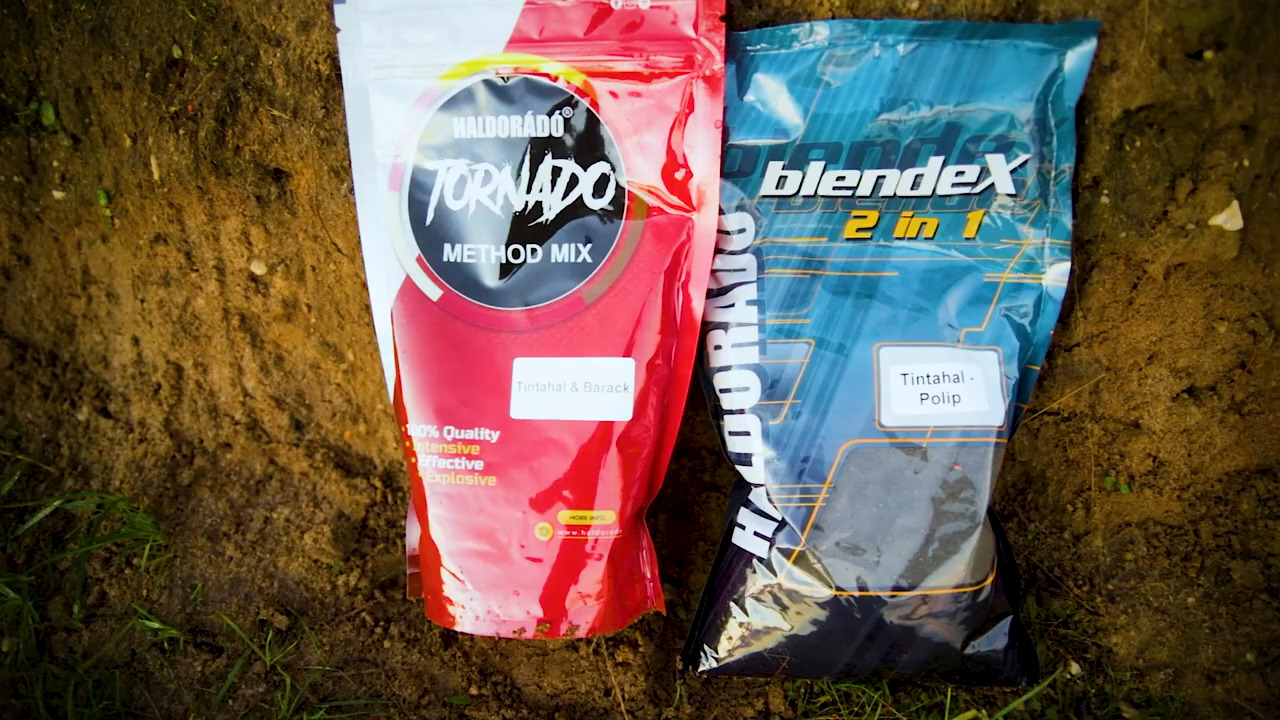 HALDORÁDÓ®
TORNADO
METHOD MIX
Tintahal & Barack
100% Quality
Intensive
Effective
Explosive
www.haldorado
blendeX
2 in 1
HALDORÁDÓ
Tintahal -
Polip